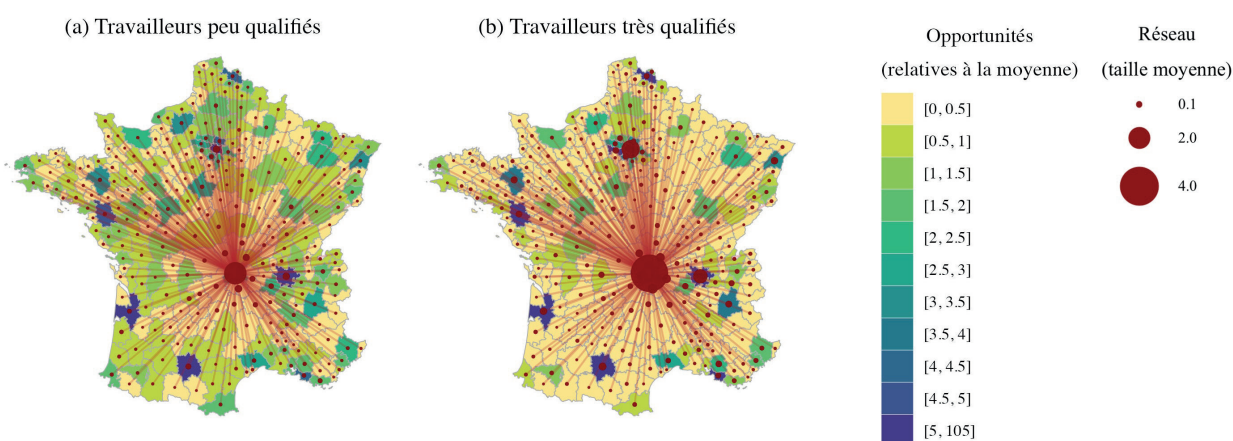 (a) Travailleurs peu qualifiés
(b) Travailleurs très qualifiés
Opportunités
(relatives à la moyenne)
[0, 0.5]
[0.5, 1]
[1, 1.5]
[1.5, 2]
[2, 2.5]
[2.5, 3]
[3, 3.5]
[3.5, 4]
[4, 4.5]
[4.5, 5]
[5, 105]
Réseau
(taille moyenne)
0.1
2.0
4.0